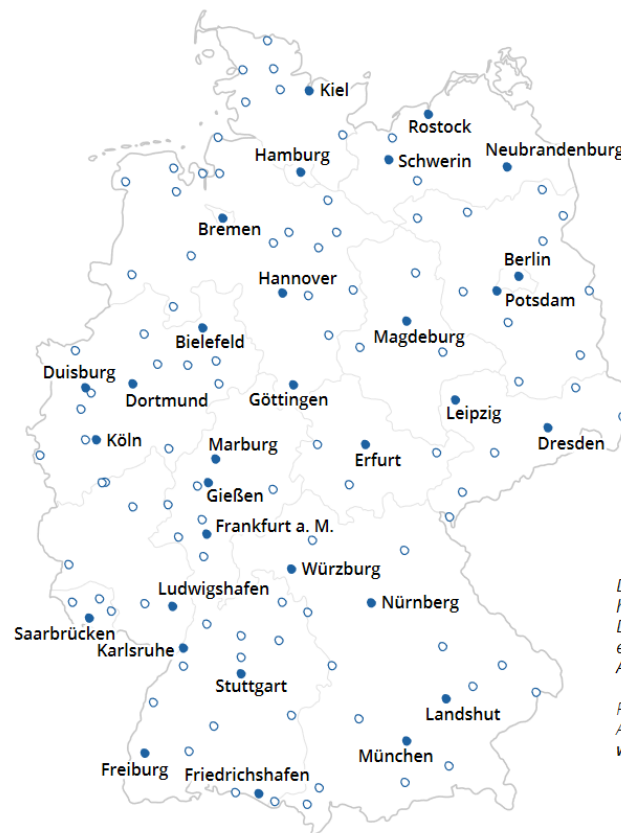 Kiel
Rostock
Hamburg
Schwerin
Neubrandenburg
Bremen
Berlin
Hannover
Potsdam
Magdeburg
Bielefeld
Duisburg
Dortmund
Göttingen
Leipzig
Köln
Dresden
Marburg
Erfurt
Gießen
Frankfurt a. M.
Würzburg
Ludwigshafen
Nürnberg
Saarbrücken
Karlsruhe
Stuttgart
Landshut
München
Freiburg
Friedrichshafen